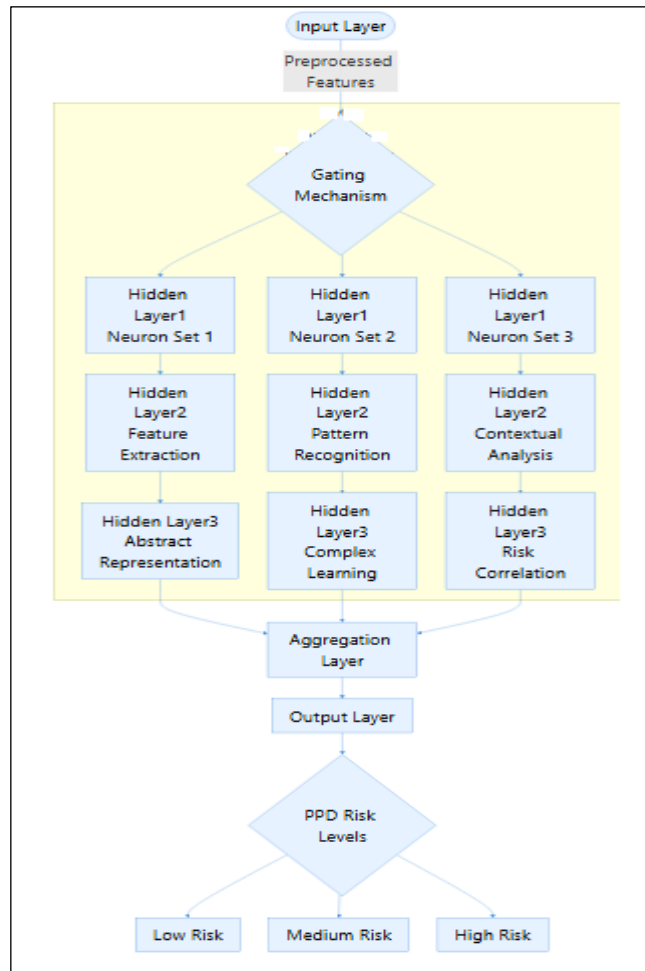 Input Layer
Preprocessed
Features
Gating
Mechanism
Hidden
Layer1
Neuron Set 1
Hidden
Layer1
Neuron Set 2
Hidden
Layer1
Neuron Set 3
Hidden
Layer2
Feature
Extraction
Hidden
Layer2
Pattern
Recognition
Hidden
Layer2
Contextual
Analysis
Hidden Layer3
Abstract
Representation
Hidden
Layer3
Complex
Learning
Hidden
Layer3
Risk
Correlation
Aggregation
Layer
Output Layer
PPD Risk
Levels
Low Risk
Medium Risk
High Risk